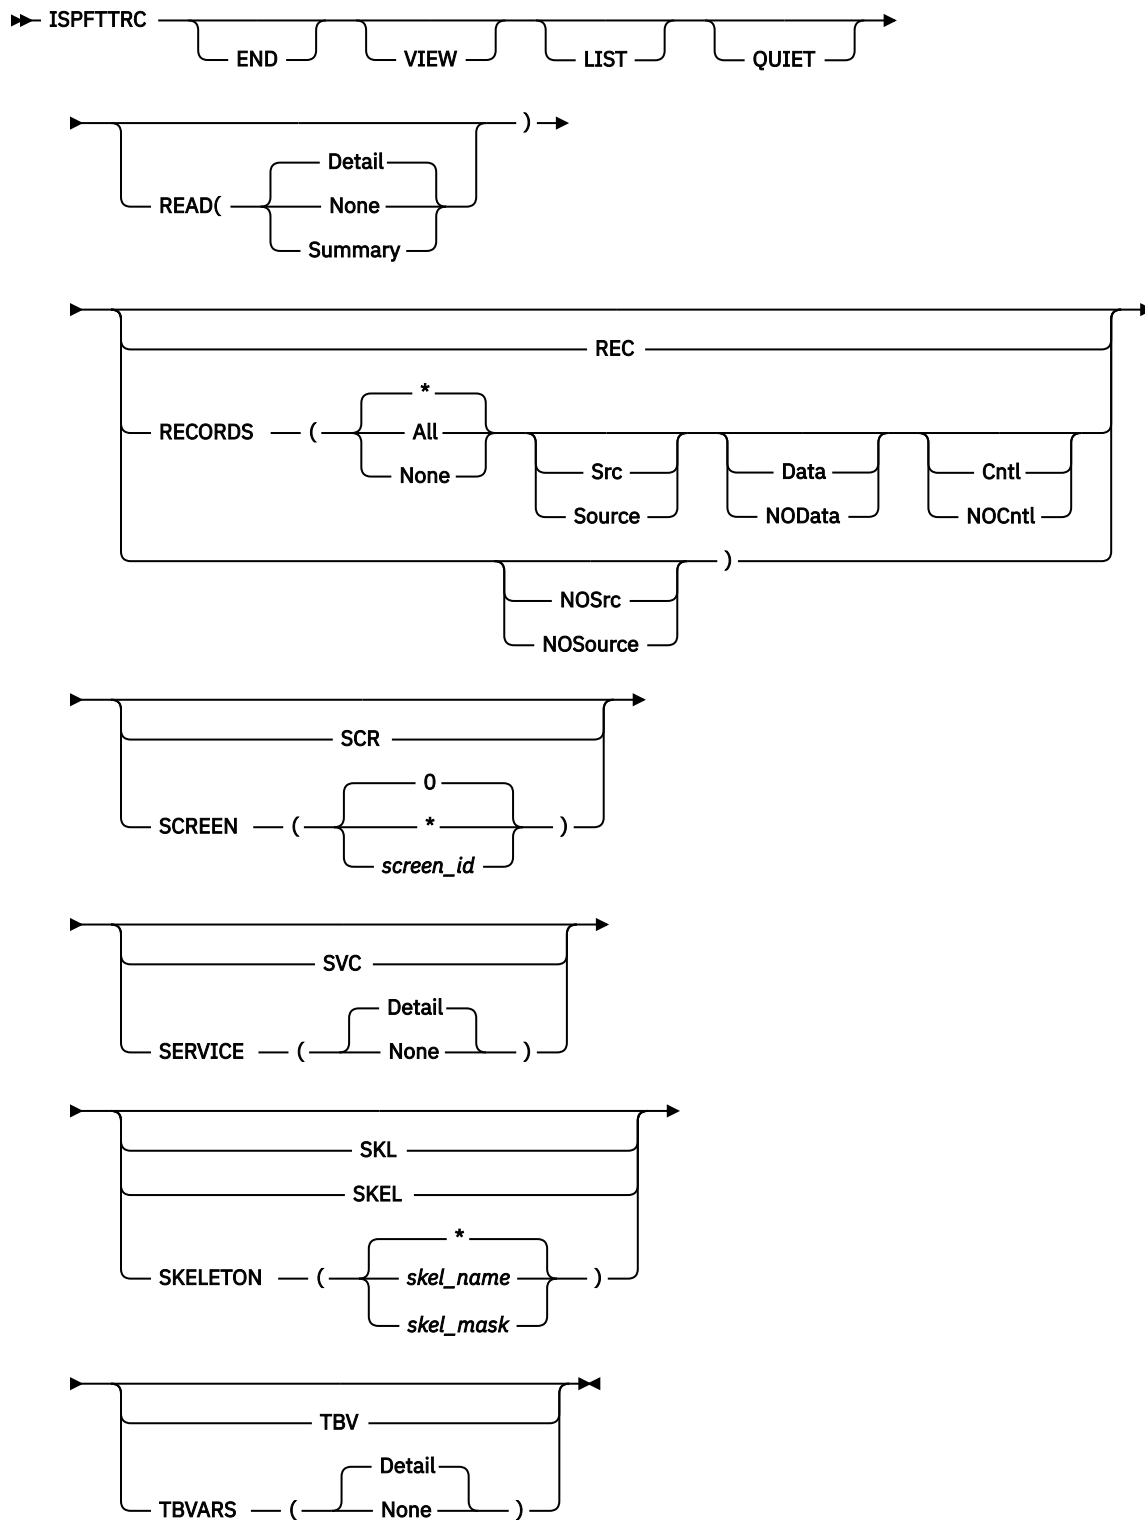 ISPFTTRC
END VIEW LIST QUIET
)
Detail
READ( None
Summary
REC
*
RECORDS ( All
None Src Data Cntl
Source NOData NOCntl
)
NOSrc
NOSource
SCR
0
SCREEN ( * )
screen_id
SVC
Detail
SERVICE ( None )
SKL
SKEL
*
SKELETON ( skel_name )
skel_mask
TBV
Detail
TBVARS ( None )